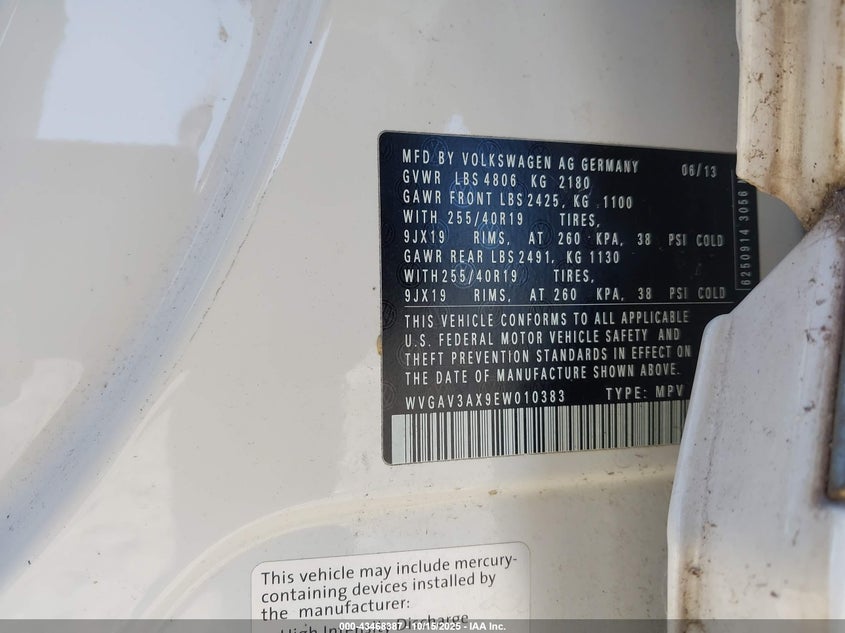 MFD BY VOLKSWAGEN AG GERMANY 06/13
GVWR LBS 4806 KG 2180
GAWR FRONT LBS 2425, KG 1100
WITH 255/40R19 TIRES,
9JX19 RIMS, AT 260 KPA, 38 PSI COLD
GAWR REAR LBS 2491, KG 1130
WITH255/40R19 TIRES,
9JX19 RIMS, AT 260 KPA, 38 PSI COLD
THIS VEHICLE CONFORMS TO ALL APPLICABLE
U.S. FEDERAL MOTOR VEHICLE SAFETY AND
THEFT PREVENTION STANDARDS IN EFFECT ON
THE DATE OF MANUFACTURE SHOWN ABOVE.
WVGAV3AX9EW010383 TYPE: MPV
6250914 3056
This vehicle may include mercury-
containing devices installed by
the manufacturer:
High Intensity Discharge
000-43468387 - 10/15/2025 - IAA Inc.